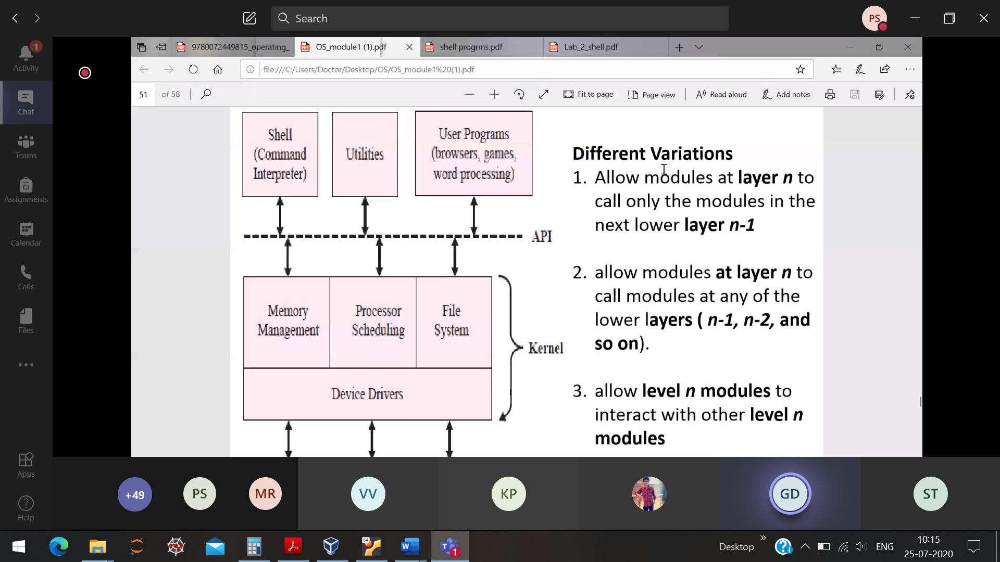 Search
PS
1
Activity
Chat
Teams
Assignments
Calendar
Calls
Files
Apps
Help
9780072449815_operating_
OS_module1 (1).pdf
shell progrms.pdf
Lab_2_shell.pdf
file:///C:/Users/Doctor/Desktop/OS/OS_module1%20(1).pdf
51 of 58
Fit to page
Page view
Read aloud
Add notes
Shell
(Command
Interpreter)
Utilities
User Programs
(browsers, games,
word processing)
API
Memory
Management
Processor
Scheduling
File
System
Kernel
Device Drivers
Different Variations
1. Allow modules at layer n to
call only the modules in the
next lower layer n-1
2. allow modules at layer n to
call modules at any of the
lower layers ( n-1, n-2, and
so on).
3. allow level n modules to
interact with other level n
modules
+49
PS
MR
VV
KP
GD
ST
64
W
T
1
Desktop
ENG
10:15
25-07-2020